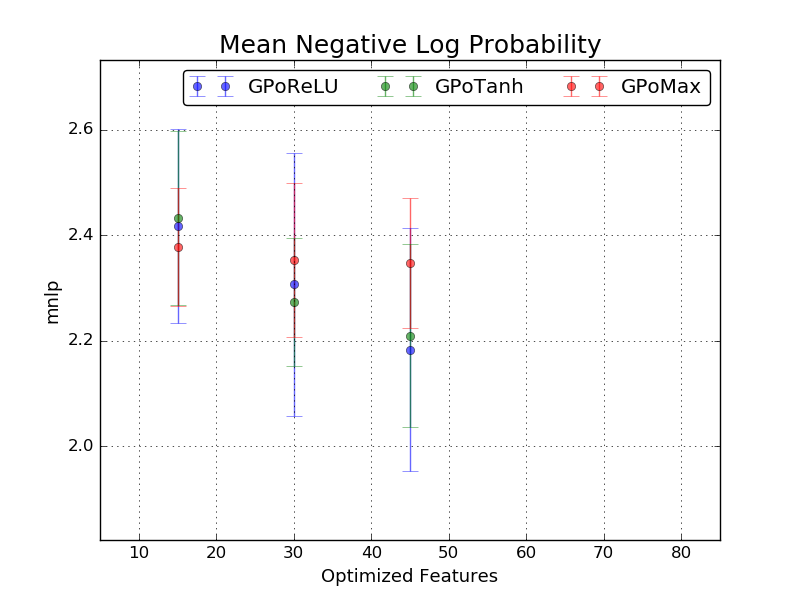 Mean Negative Log Probability
GPoReLU GPoTanh GPoMax
2.6
2.4
2.2
2.0
mnlp
10 20 30 40 50 60 70 80
Optimized Features